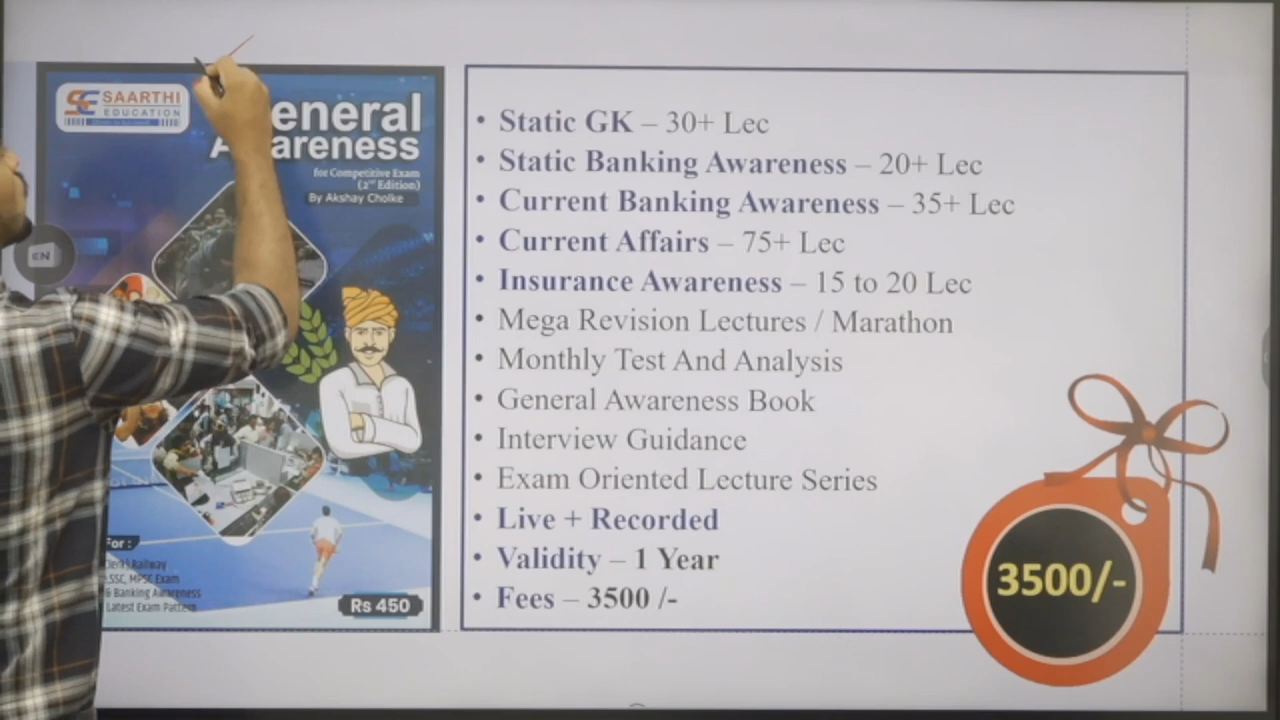 SE SAARTHI
EDUCATION
eneral
A areness
for Competitive Exam
(2nd Edition)
By Akshay Cholke
EN
For :
Clerk, Railway
SSC, MPSC Exam
& Banking Awareness
Latest Exam Pattern
Rs 450
• Static GK – 30+ Lec
• Static Banking Awareness – 20+ Lec
• Current Banking Awareness – 35+ Lec
• Current Affairs – 75+ Lec
• Insurance Awareness – 15 to 20 Lec
• Mega Revision Lectures / Marathon
• Monthly Test And Analysis
• General Awareness Book
• Interview Guidance
• Exam Oriented Lecture Series
• Live + Recorded
• Validity – 1 Year
• Fees – 3500 /-
3500/-